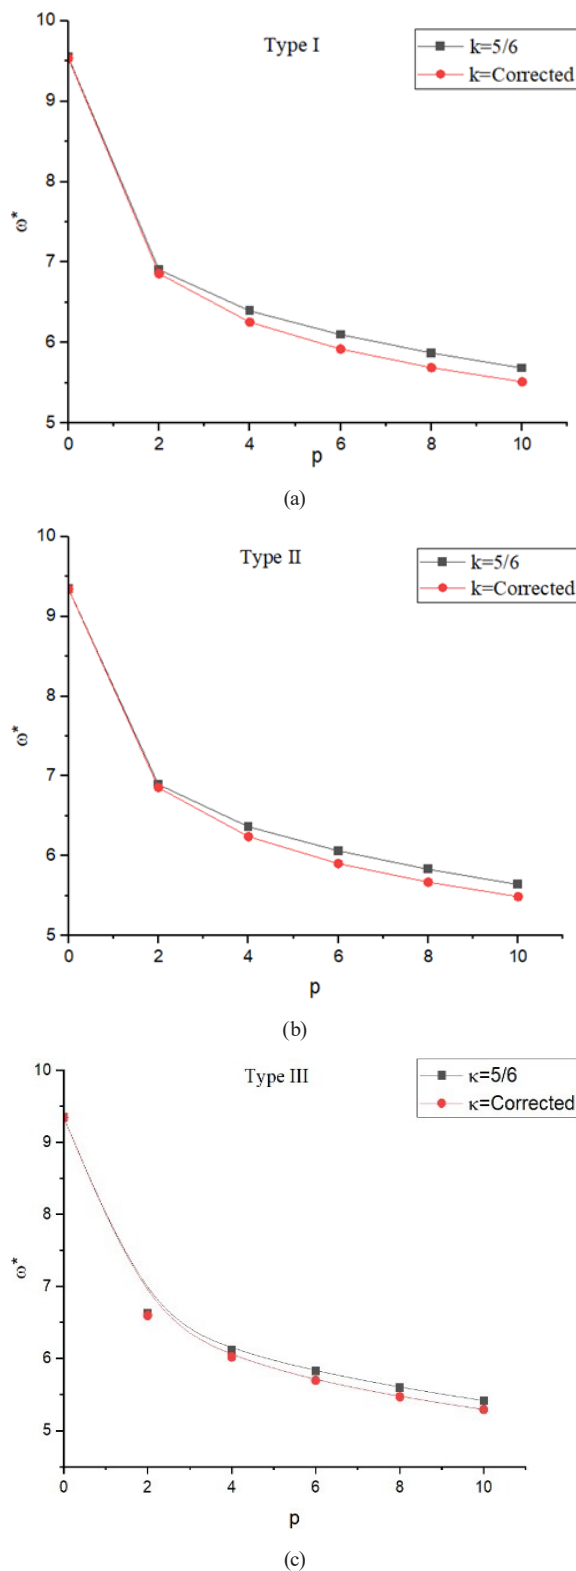 Type I
k=5/6
k=Corrected
10
9
8
7
6
5
ω*
0 2 4 6 8 10
p
(a)
Type II
k=5/6
k=Corrected
10
9
8
7
6
5
ω*
0 2 4 6 8 10
p
(b)
Type III
κ=5/6
κ=Corrected
10
9
8
7
6
5
ω*
0 2 4 6 8 10
p
(c)